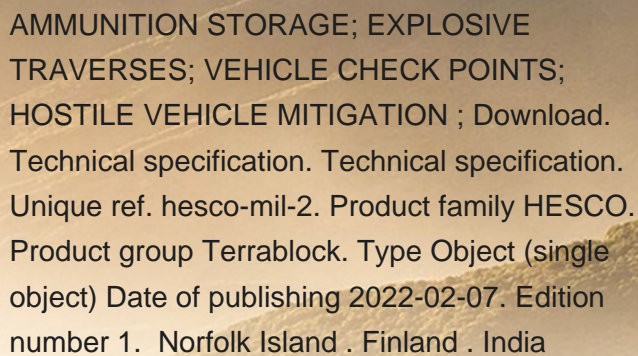 AMMUNITION STORAGE; EXPLOSIVE
TRAVERSES; VEHICLE CHECK POINTS;
HOSTILE VEHICLE MITIGATION ; Download.
Technical specification. Technical specification.
Unique ref. hesco-mil-2. Product family HESCO.
Product group Terrablock. Type Object (single
object) Date of publishing 2022-02-07. Edition
number 1.  Norfolk Island . Finland . India